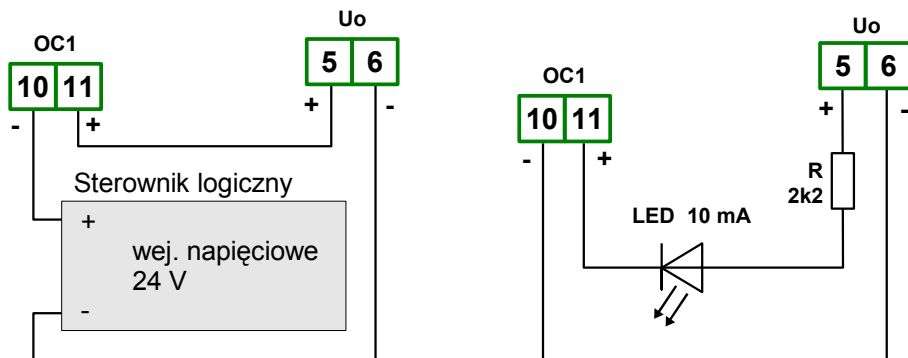 OC1
10 11
- +
Uo
5 6
+ -
Sterownik logiczny
+
wej. napięciowe
24 V
-
OC1
10 11
- +
Uo
5 6
+ -
R
2k2
LED 10 mA